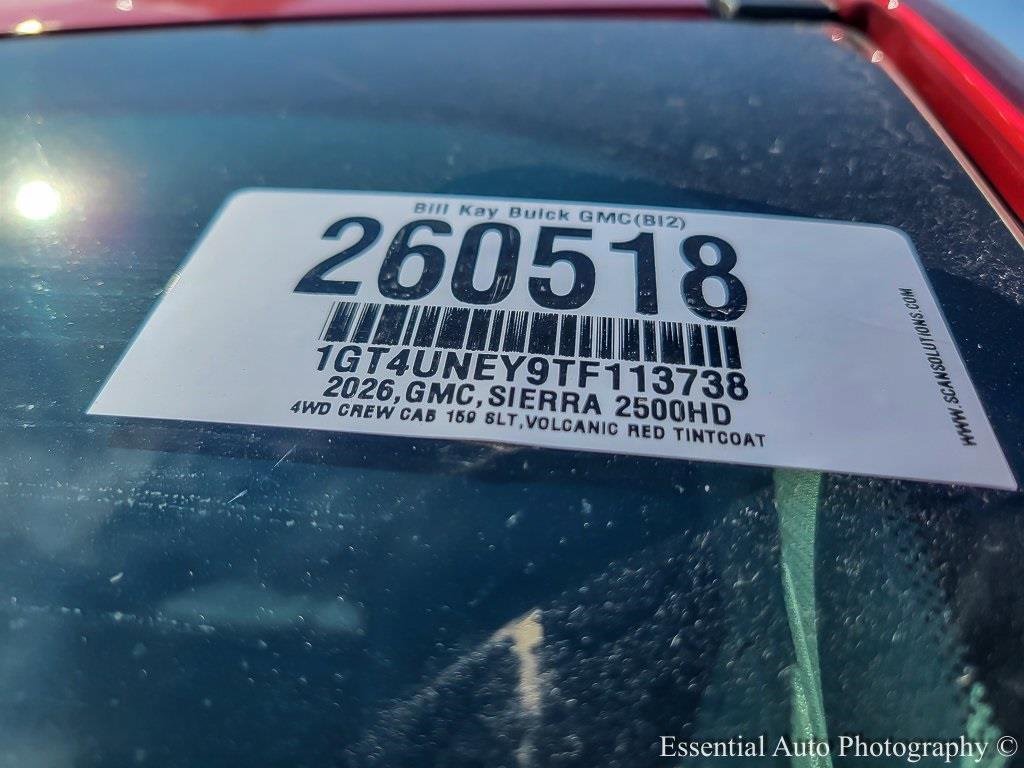 Bill Kay Buick GMC(BI2)
260518
1GT4UNEY9TF113738
2026,GMC,SIERRA 2500HD
4WD CREW CAB 159 SLT,VOLCANIC RED TINTCOAT
WWW.SCANSOLUTIONS.COM
Essential Auto Photography ©